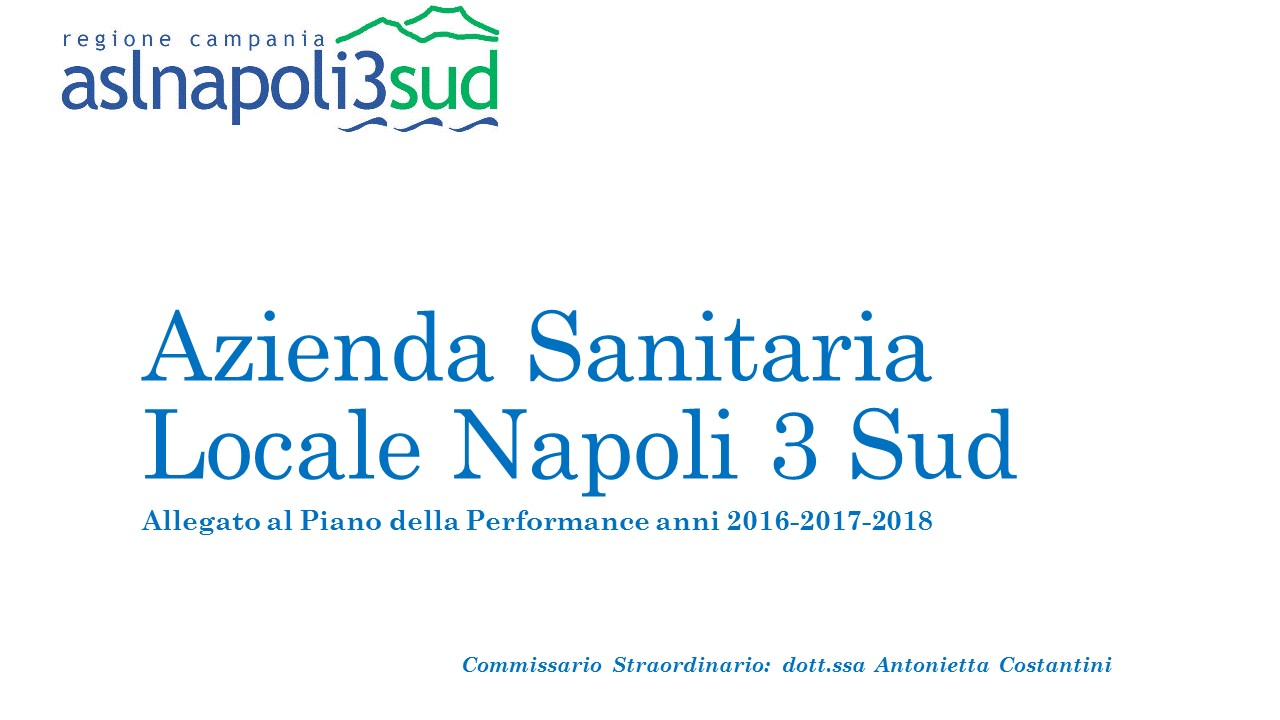 regione campania
aslnapoli3sud
Azienda Sanitaria
Locale Napoli 3 Sud
Allegato al Piano della Performance anni 2016-2017-2018
Commissario Straordinario: dott.ssa Antonietta Costantini